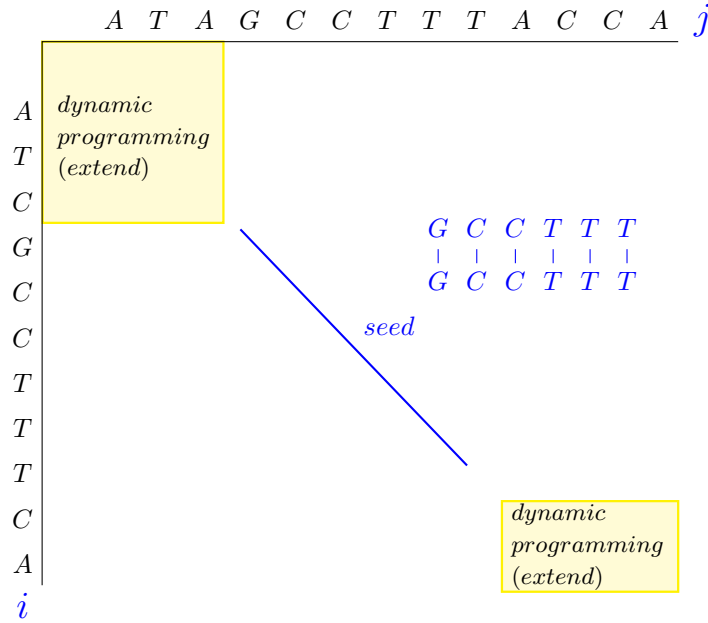 A T A G C C T T T A C C A j
dynamic
programming
(extend)
A
T
C
G
C
C
T
T
T
C
A
i
G C C T T T
| | | | | |
G C C T T T
seed
dynamic
programming
(extend)